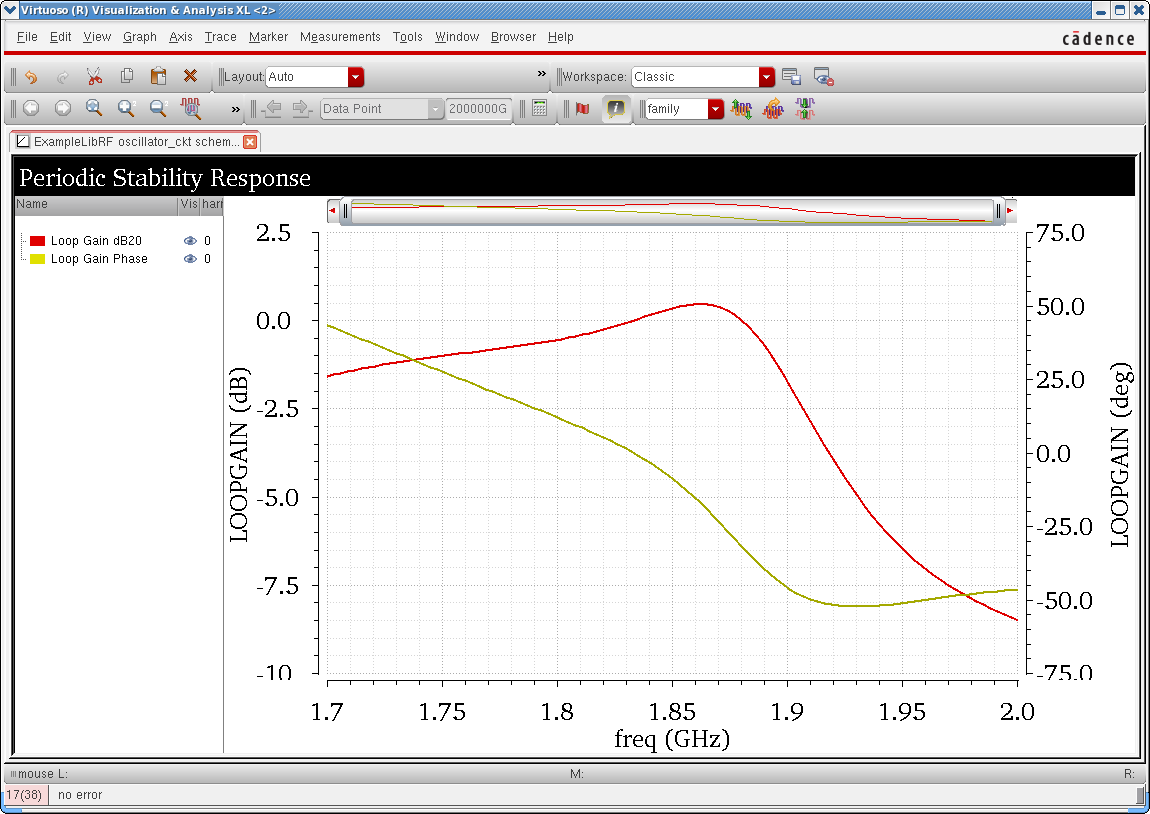 Virtuoso (R) Visualization & Analysis XL <2>
File Edit View Graph Axis Trace Marker Measurements Tools Window Browser Help
cādence
Layout: Auto » Workspace: Classic
» Data Point 2000000G family
ExampleLibRF oscillator_ckt schem...
Periodic Stability Response
Name Vis harr
Loop Gain dB20 0
Loop Gain Phase 0
LOOPGAIN (dB)
2.5
0.0
-2.5
-5.0
-7.5
-10
75.0
50.0
25.0
0.0
-25.0
-50.0
-75.0
LOOPGAIN (deg)
1.7 1.75 1.8 1.85 1.9 1.95 2.0
freq (GHz)
mouse L: M: R:
17(38) no error